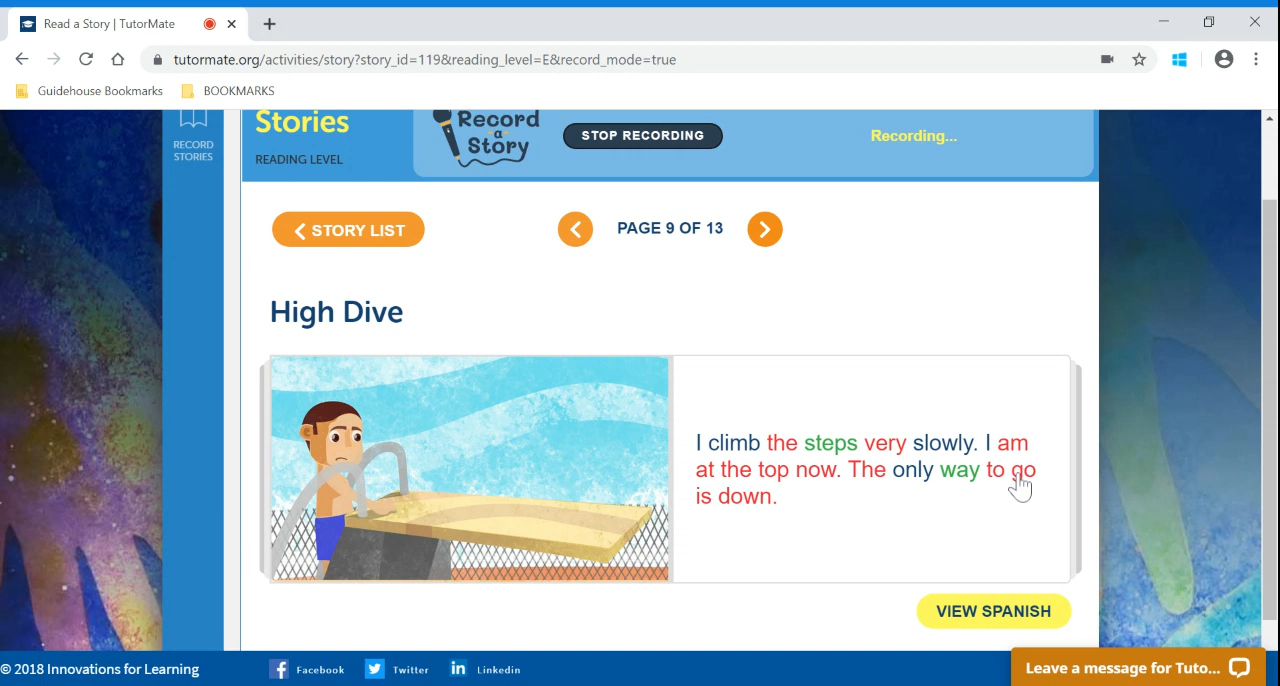 Read a Story | TutorMate
tutormate.org/activities/story?story_id=119&reading_level=E&record_mode=true
Guidehouse Bookmarks
BOOKMARKS
RECORD
STORIES
Stories
READING LEVEL
Record
-a-
Story
STOP RECORDING
Recording...
STORY LIST
PAGE 9 OF 13
High Dive
I climb the steps very slowly. I am
at the top now. The only way to go
is down.
VIEW SPANISH
© 2018 Innovations for Learning
Facebook
Twitter
Linkedin
Leave a message for Tuto...